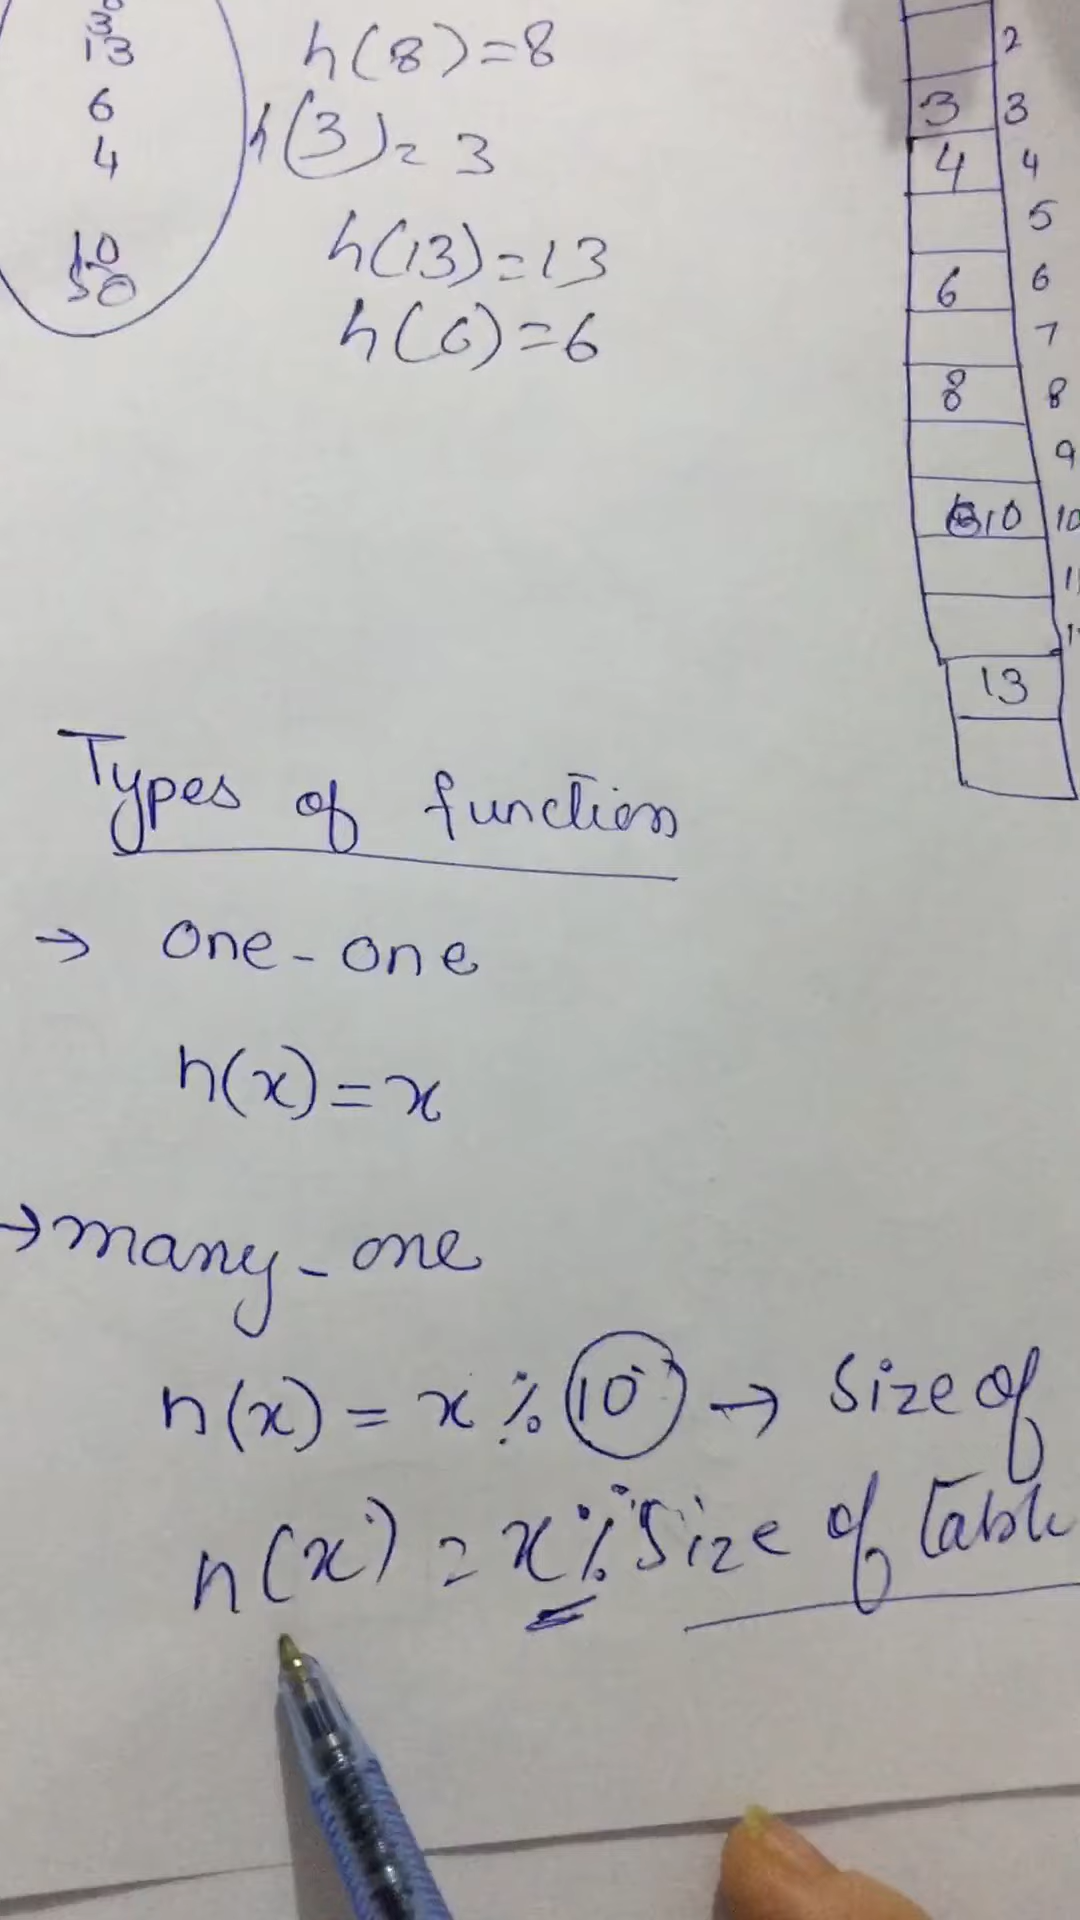 13
6
4
10
50
h(8)=8
h(3)=3
h(13)=13
h(6)=6
2
3 3
4 4
5
6 6
7
8 8
9
10 10
11
13
Types of function
→ one-one
h(x)=x
→many-one
h(x) = x % 10 → Size of
h(x) = x % Size of table